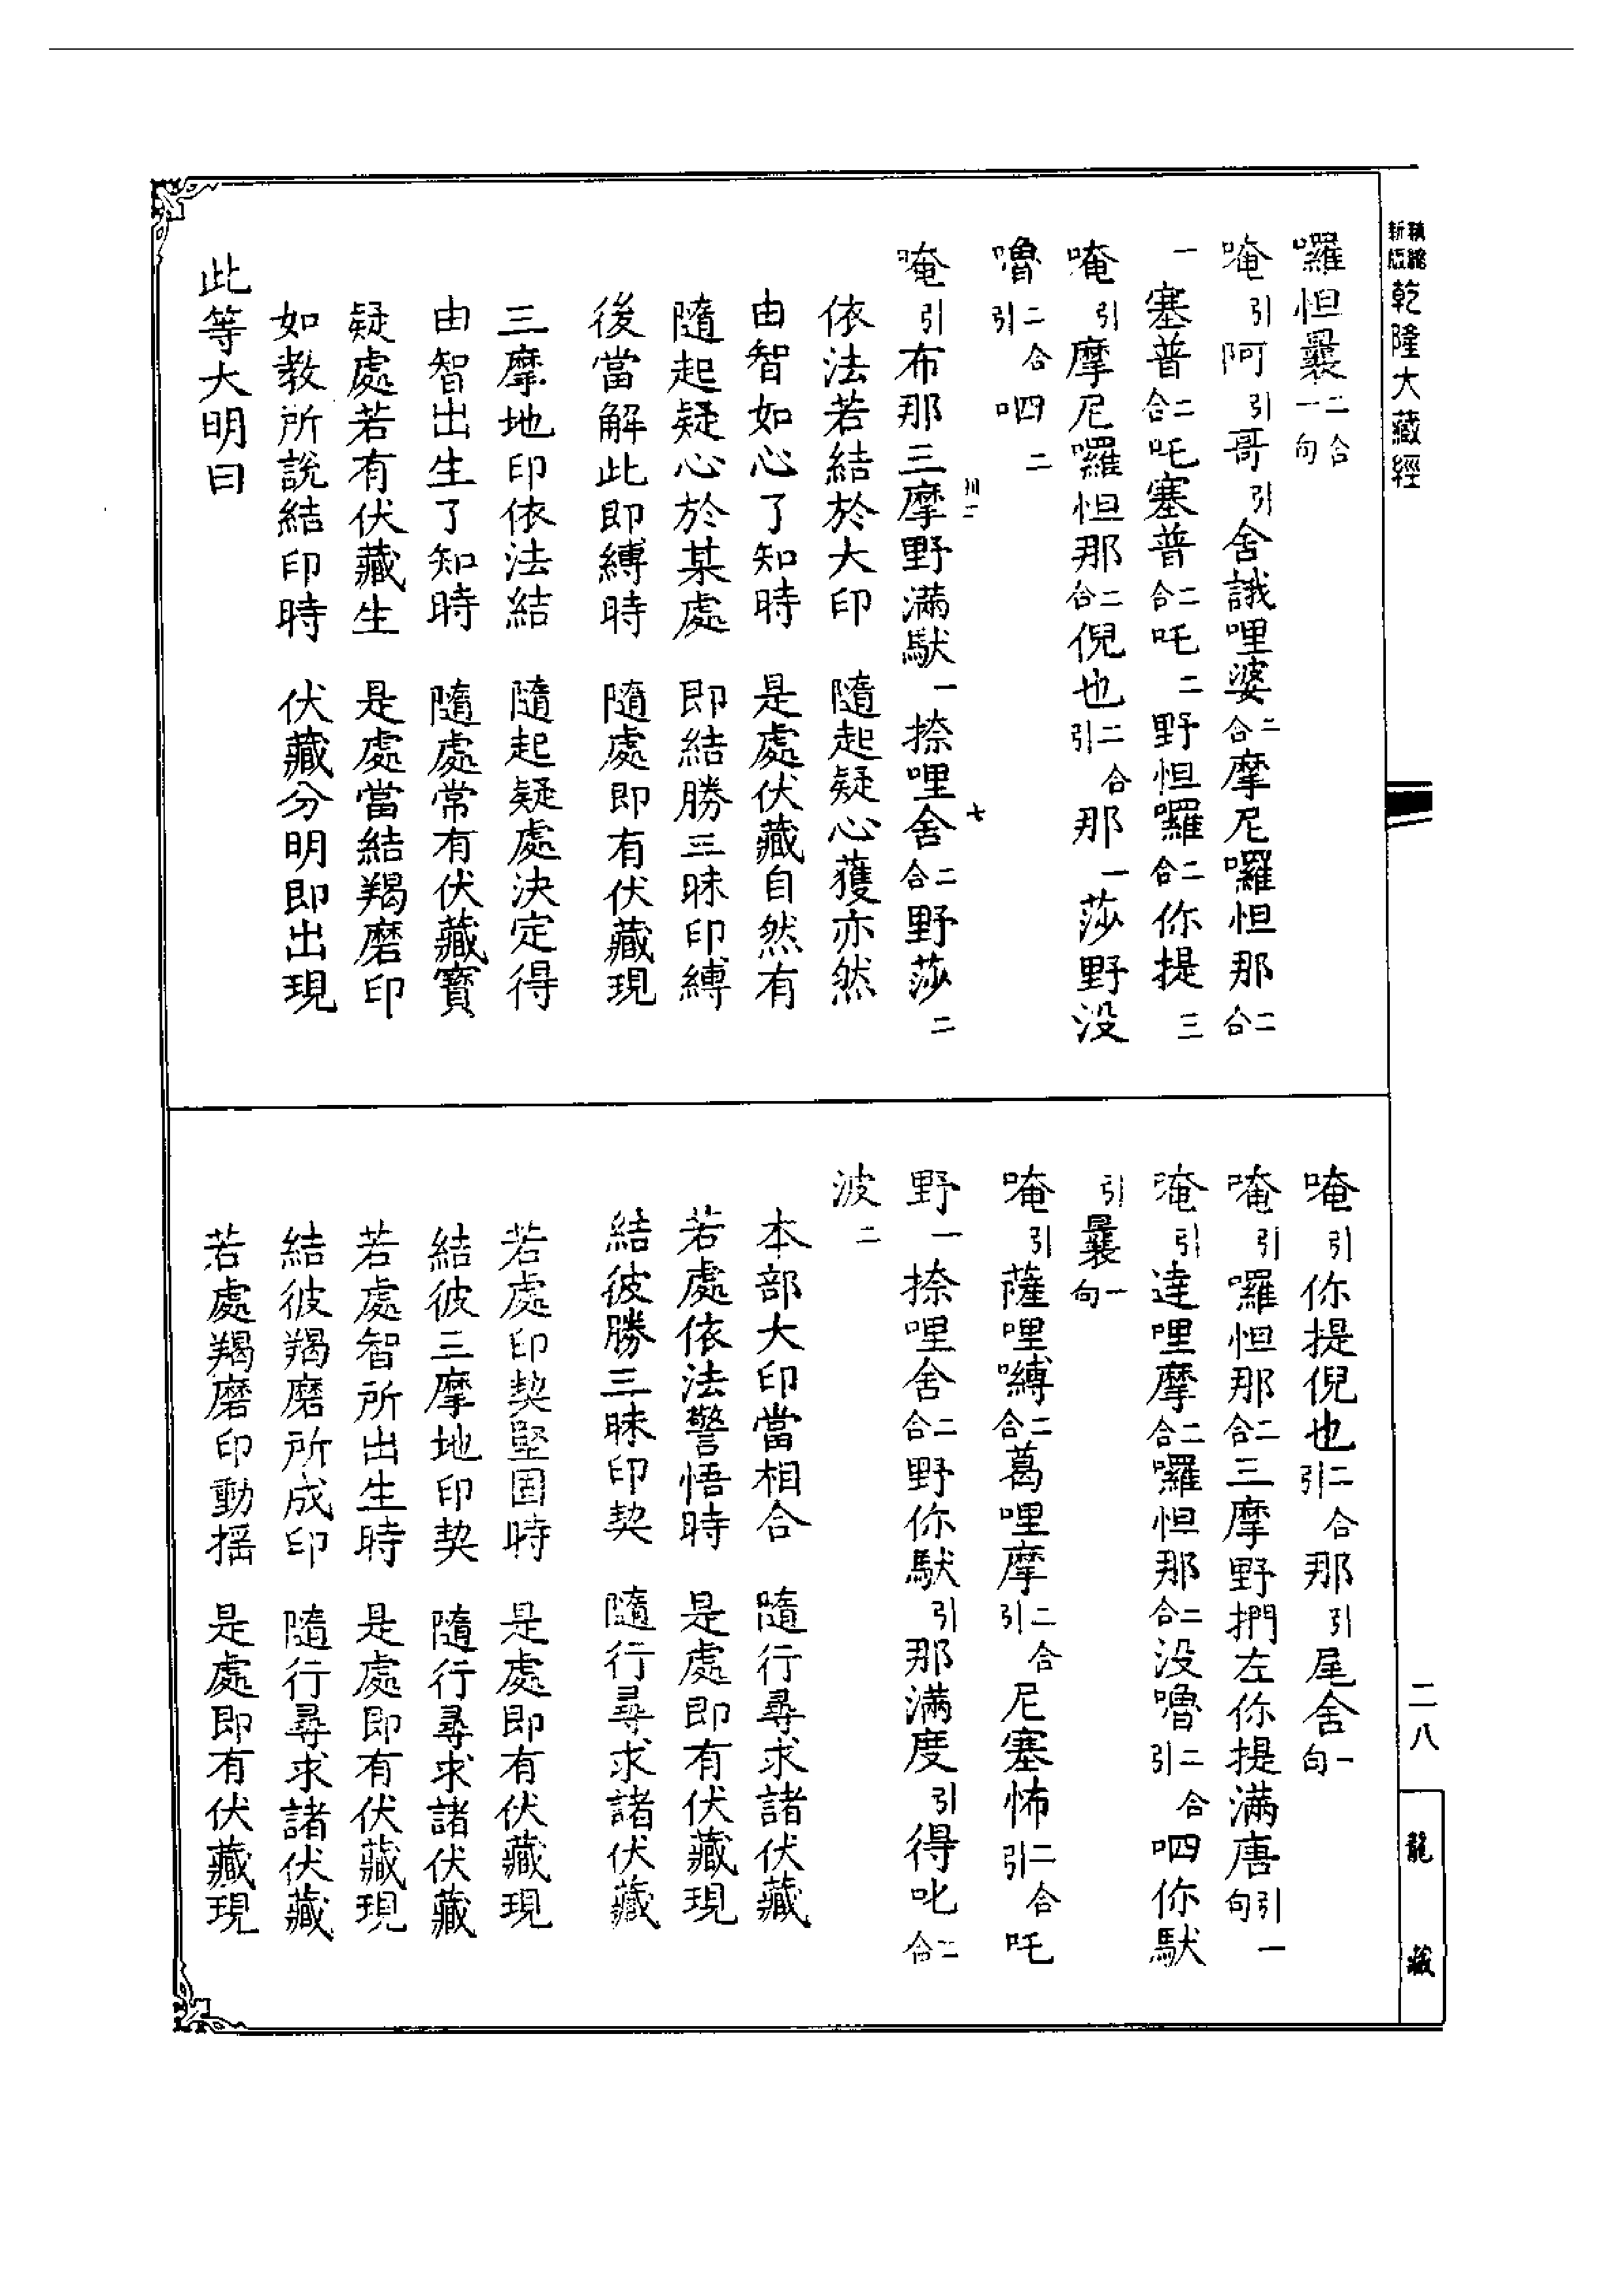 新版精縮乾隆大藏經
囉怛曩二合一句
唵引阿引哥引舍誐哩婆二合摩尼囉怛那二合
一塞普二合吒塞普二合吒二野怛囉二合你提三
唵引摩尼囉怛那二合倪也二合引那一莎野沒
嚕二合引呬四二
唵引布那三摩野滿馱一捺哩舍二合野莎二
依法若結於大印　隨起疑心獲亦然
由智如心了知時　是處伏藏自然有
隨起疑心於某處　即結勝三昧印縛
後當解此即縛時　隨處即有伏藏現
三摩地印依法結　隨起疑處決定得
由智出生了知時　隨處常有伏藏寶
疑處若有伏藏生　是處當結羯磨印
如教所說結印時　伏藏分明即出現
此等大明曰
唵引你提倪也二合引那引尾舍一句
唵引囉怛那二合三摩野捫左你提滿唐引一句
唵引達哩摩二合囉怛那二合沒嚕二合引呬你馱
引曩一句
唵引薩哩嚩二合葛哩摩二合引尼塞怖二合引吒
野一捺哩舍二合野你馱引那滿度引得叱二合
波二
本部大印當相合　隨行尋求諸伏藏
若處依法警悟時　是處即有伏藏現
結彼勝三昧印契　隨行尋求諸伏藏
若處印契堅固時　是處即有伏藏現
結彼三摩地印契　隨行尋求諸伏藏
若處智所出生時　是處即有伏藏現
結彼羯磨所成印　隨行尋求諸伏藏
若處羯磨印動搖　是處即有伏藏現
二八
龍藏